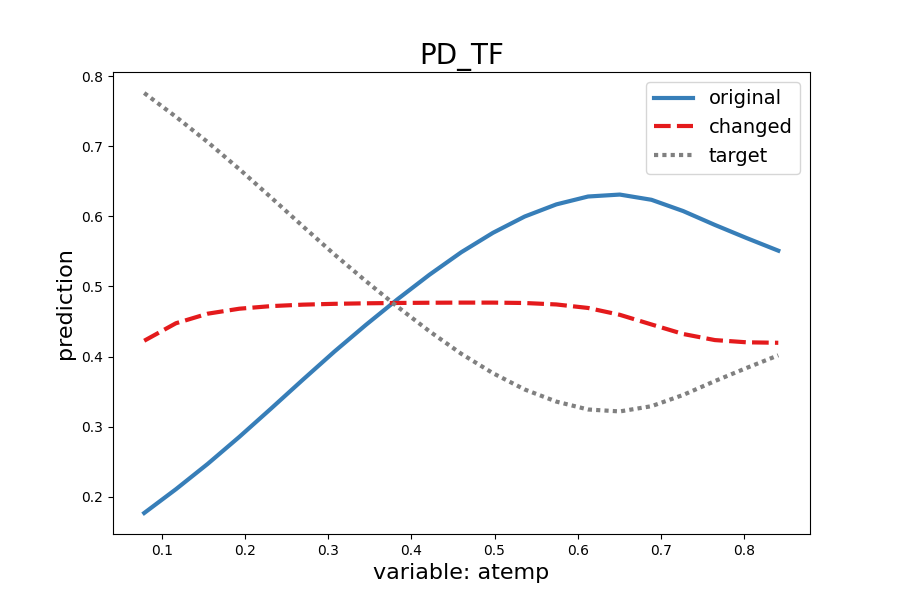 PD_TF
original
changed
target
prediction
0.8
0.7
0.6
0.5
0.4
0.3
0.2
0.1 0.2 0.3 0.4 0.5 0.6 0.7 0.8
variable: atemp